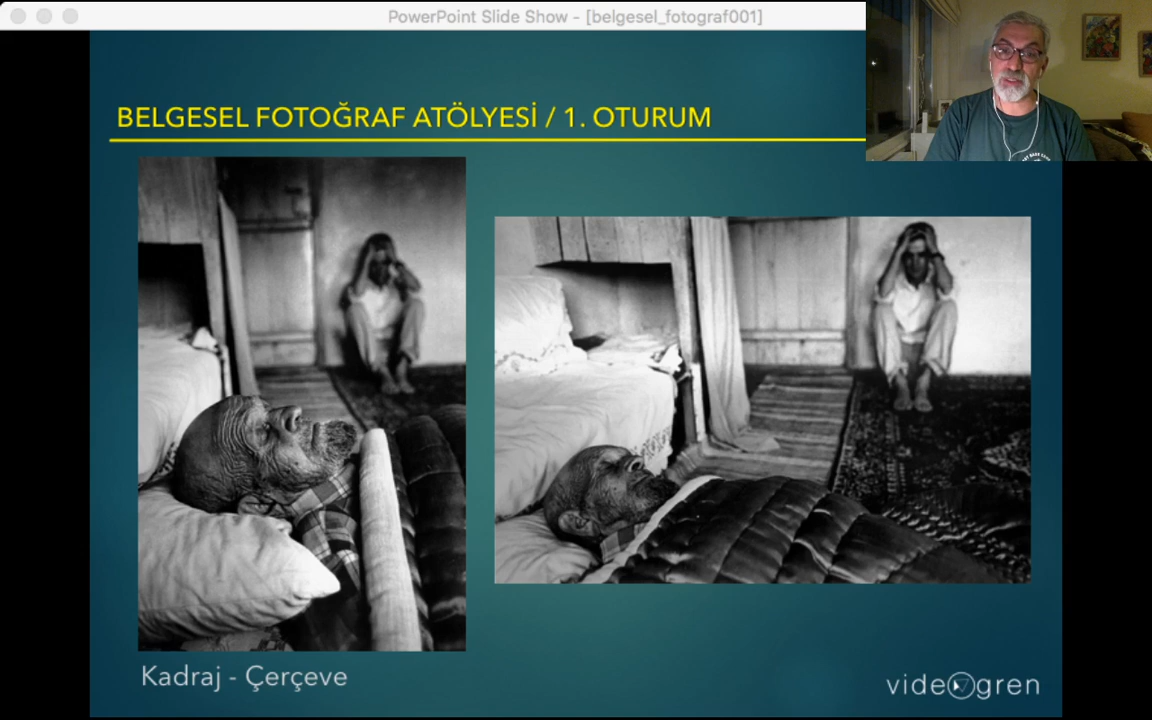 PowerPoint Slide Show - [belgesel_fotograf001]
BELGESEL FOTOĞRAF ATÖLYESİ / 1. OTURUM
Kadraj - Çerçeve
videogren